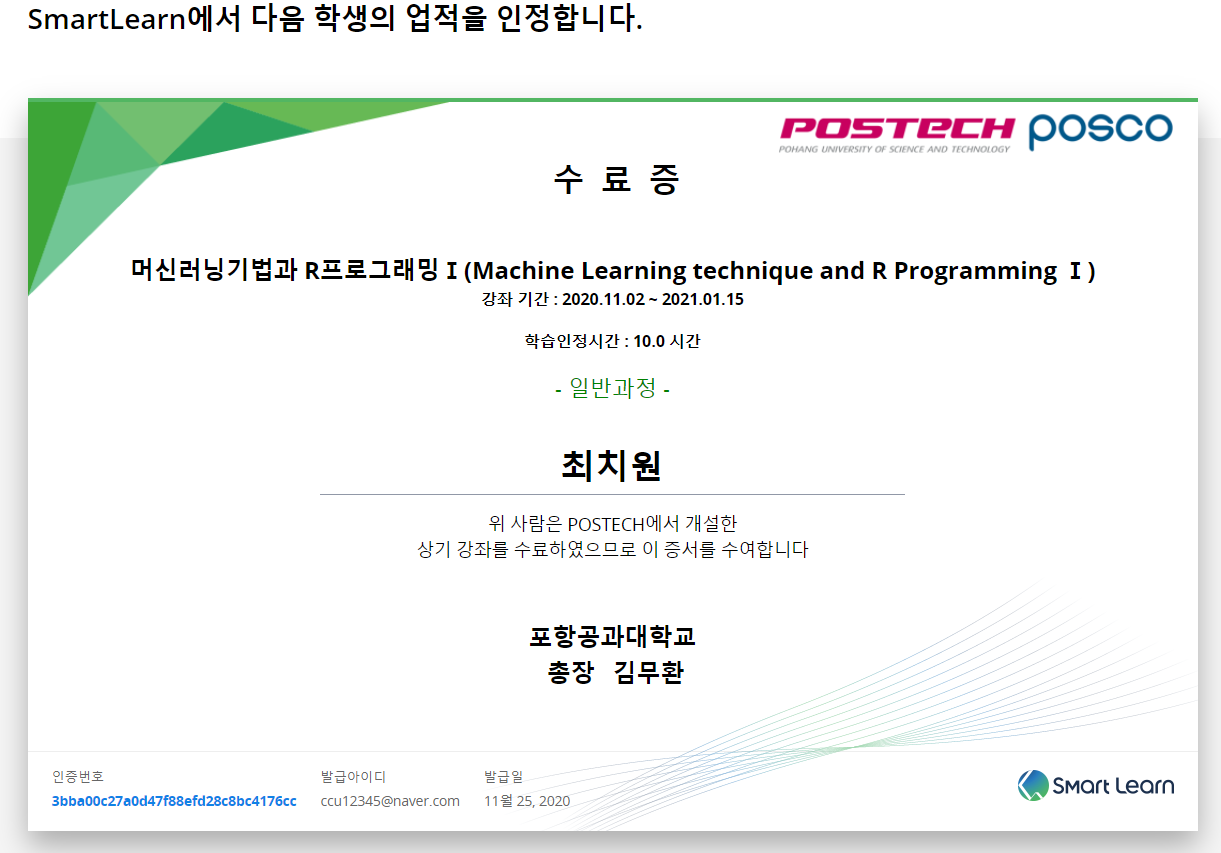 SmartLearn에서 다음 학생의 업적을 인정합니다.
POSTECH posco
POHANG UNIVERSITY OF SCIENCE AND TECHNOLOGY
수 료 증
머신러닝기법과 R프로그래밍 I (Machine Learning technique and R Programming Ⅰ)
강좌 기간 : 2020.11.02 ~ 2021.01.15
학습인정시간 : 10.0 시간
- 일반과정 -
최치원
위 사람은 POSTECH에서 개설한
상기 강좌를 수료하였으므로 이 증서를 수여합니다
포항공과대학교
총장 김무환
인증번호 발급아이디 발급일
3bba00c27a0d47f88efd28c8bc4176cc ccu12345@naver.com 11월 25, 2020
Smart Learn